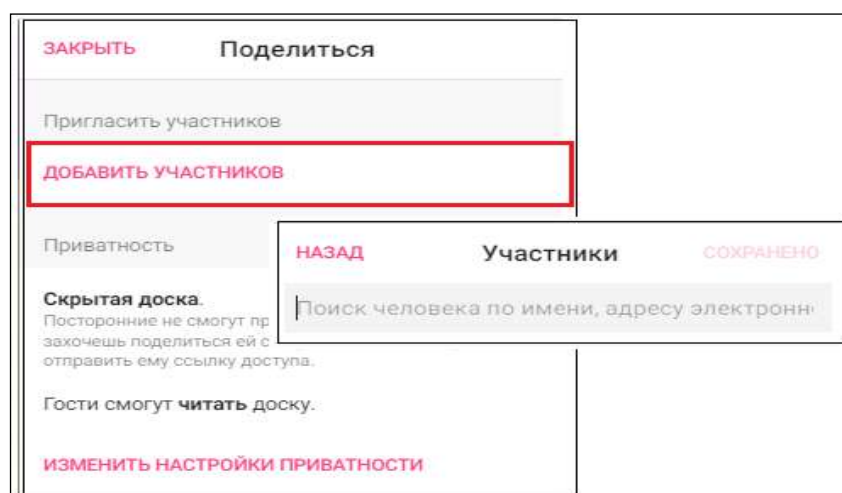 ЗАКРЫТЬ Поделиться
Пригласить участников
ДОБАВИТЬ УЧАСТНИКОВ
Приватность
Скрытая доска.
Посторонние не смогут пр
захочешь поделиться ей с
отправить ему ссылку доступа.
Гости смогут читать доску.
ИЗМЕНИТЬ НАСТРОЙКИ ПРИВАТНОСТИ
НАЗАД Участники СОХРАНЕНО
Поиск человека по имени, адресу электронн